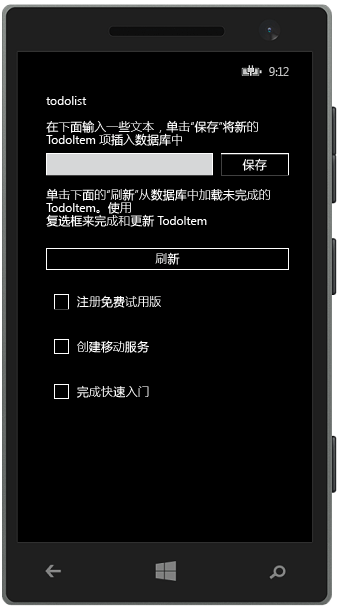 9:12
todolist
在下面输入一些文本，单击“保存”将新的
TodoItem 项插入数据库中
保存
单击下面的“刷新”从数据库中加载未完成的
TodoItem。使用
复选框来完成和更新 TodoItem
刷新
注册免费试用版
创建移动服务
完成快速入门